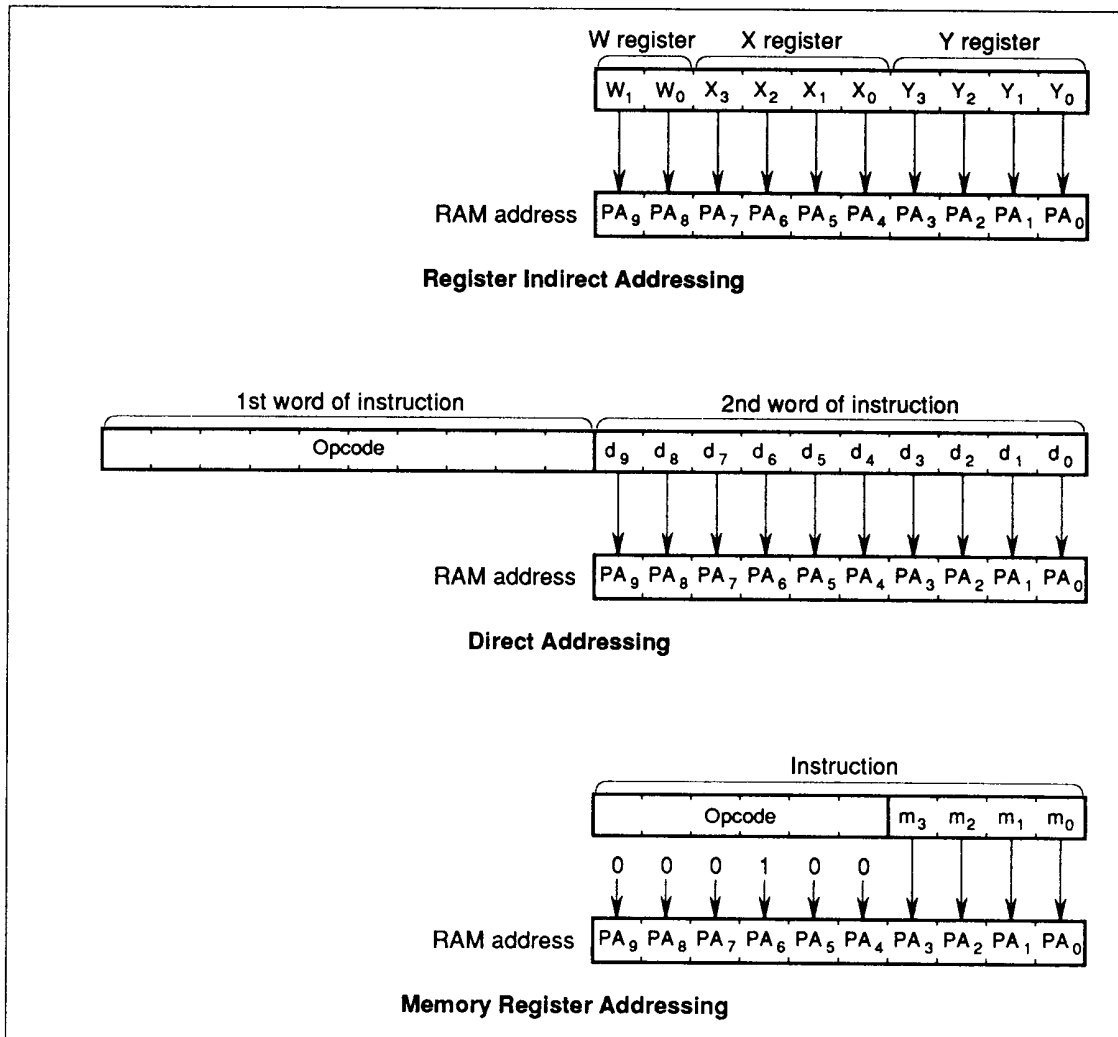 W register X register Y register
W1 W0 X3 X2 X1 X0 Y3 Y2 Y1 Y0
RAM address PA9 PA8 PA7 PA6 PA5 PA4 PA3 PA2 PA1 PA0
Register Indirect Addressing
1st word of instruction 2nd word of instruction
Opcode d9 d8 d7 d6 d5 d4 d3 d2 d1 d0
RAM address PA9 PA8 PA7 PA6 PA5 PA4 PA3 PA2 PA1 PA0
Direct Addressing
Instruction
Opcode m3 m2 m1 m0
0 0 0 1 0 0
RAM address PA9 PA8 PA7 PA6 PA5 PA4 PA3 PA2 PA1 PA0
Memory Register Addressing